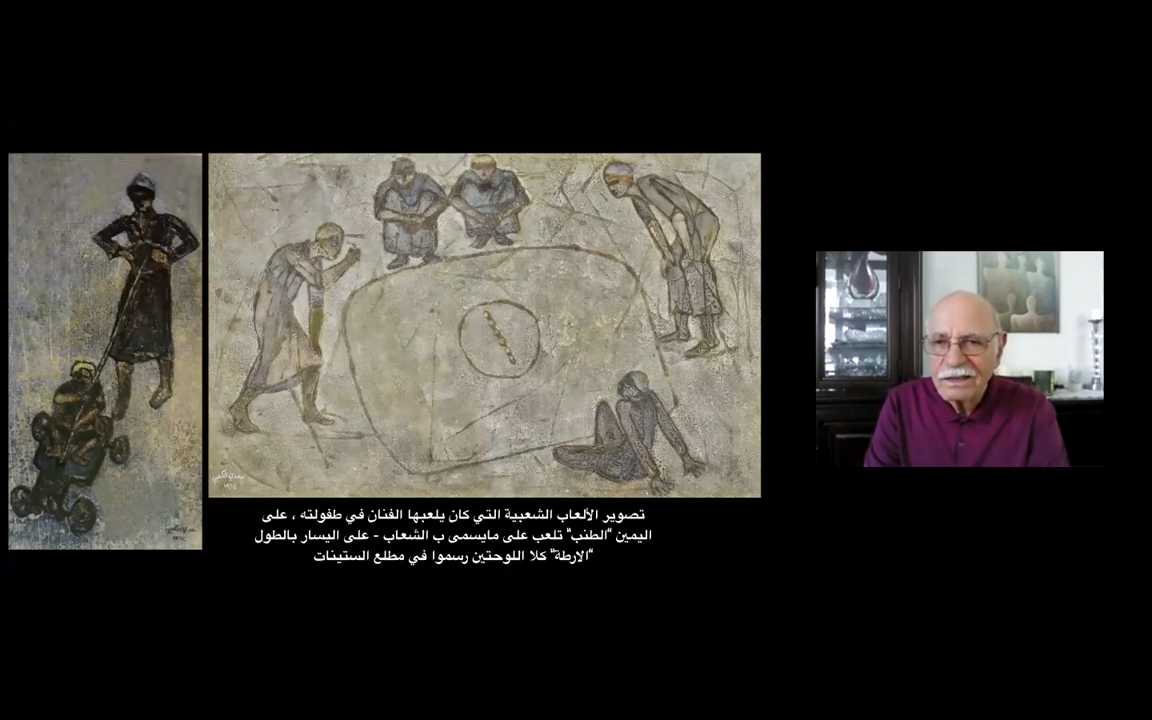 تصوير الألعاب الشعبية التي كان يلعبها الفنان في طفولته ، على
اليمين "الطنب" تلعب على مايسمى ب الشعاب - على اليسار بالطول
"الارطة" كلا اللوحتين رسموا في مطلع الستينات